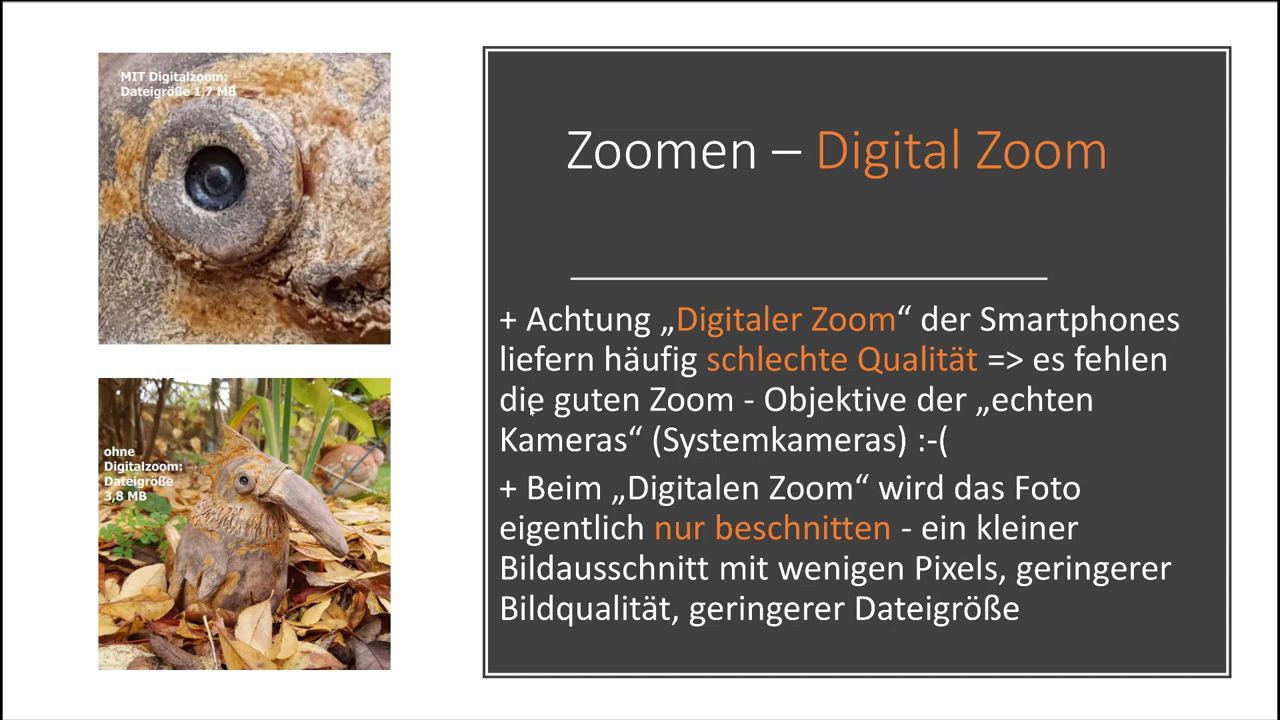 MIT Digitalzoom:
Dateigröße 1,7 MB
ohne
Digitalzoom:
Dateigröße
3,8 MB
Zoomen – Digital Zoom
+ Achtung „Digitaler Zoom“ der Smartphones
liefern häufig schlechte Qualität => es fehlen
die guten Zoom - Objektive der „echten
Kameras“ (Systemkameras) :-(
+ Beim „Digitalen Zoom“ wird das Foto
eigentlich nur beschnitten - ein kleiner
Bildausschnitt mit wenigen Pixels, geringerer
Bildqualität, geringerer Dateigröße